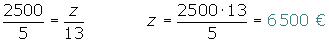 2500/5 = z/13    z = 2500·13/5 = 6 500 €